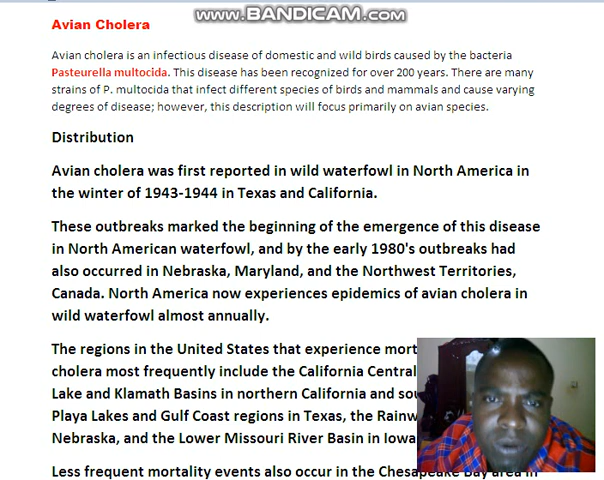 www.BANDICAM.com
Avian Cholera
Avian cholera is an infectious disease of domestic and wild birds caused by the bacteria
Pasteurella multocida. This disease has been recognized for over 200 years. There are many
strains of P. multocida that infect different species of birds and mammals and cause varying
degrees of disease; however, this description will focus primarily on avian species.
Distribution
Avian cholera was first reported in wild waterfowl in North America in
the winter of 1943-1944 in Texas and California.
These outbreaks marked the beginning of the emergence of this disease
in North American waterfowl, and by the early 1980's outbreaks had
also occurred in Nebraska, Maryland, and the Northwest Territories,
Canada. North America now experiences epidemics of avian cholera in
wild waterfowl almost annually.
The regions in the United States that experience
cholera most frequently include the California Central
Lake and Klamath Basins in northern California and
Playa Lakes and Gulf Coast regions in Texas, the
Nebraska, and the Lower Missouri River Basin in Iowa
Less frequent mortality events also occur in the Chesapeake Bay area in